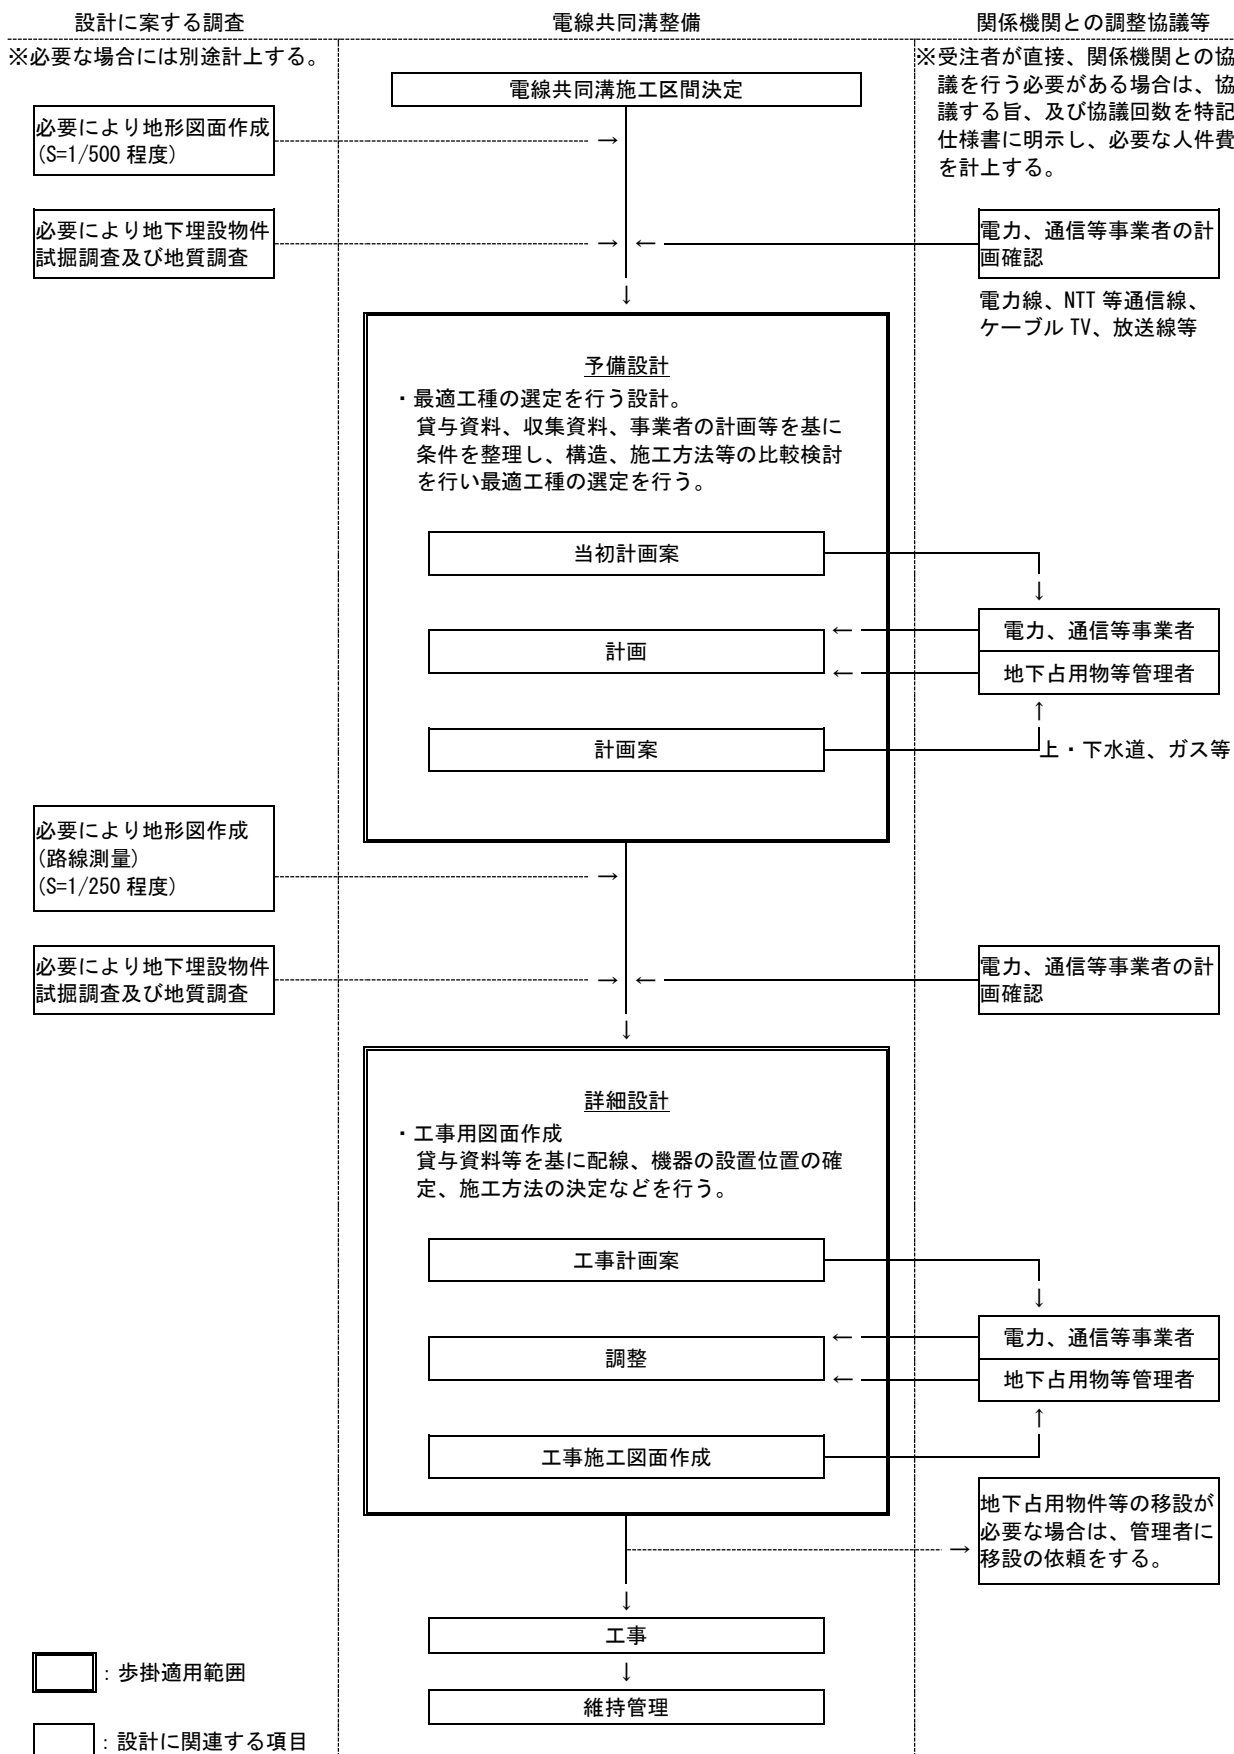 設計に案する調査
電線共同溝整備
関係機関との調整協議等
※必要な場合には別途計上する。
※受注者が直接、関係機関との協
議を行う必要がある場合は、協
議する旨、及び協議回数を特記
仕様書に明示し、必要な人件費
を計上する。
電線共同溝施工区間決定
必要により地形図面作成
(S=1/500 程度)
→
必要により地下埋設物件
試掘調査及び地質調査
→ ←
電力、通信等事業者の計
画確認
電力線、NTT 等通信線、
ケーブル TV、放送線等
↓
予備設計
・最適工種の選定を行う設計。
貸与資料、収集資料、事業者の計画等を基に
条件を整理し、構造、施工方法等の比較検討
を行い最適工種の選定を行う。
当初計画案
↓
電力、通信等事業者
←
計画
地下占用物等管理者
←
↑
計画案
上・下水道、ガス等
必要により地形図作成
(路線測量)
(S=1/250 程度)
→
必要により地下埋設物件
試掘調査及び地質調査
→ ←
電力、通信等事業者の計
画確認
↓
詳細設計
・工事用図面作成
貸与資料等を基に配線、機器の設置位置の確
定、施工方法の決定などを行う。
工事計画案
↓
電力、通信等事業者
←
調整
地下占用物等管理者
←
↑
工事施工図面作成
地下占用物件等の移設が
必要な場合は、管理者に
移設の依頼をする。
→
↓
工事
↓
維持管理
：歩掛適用範囲
：設計に関連する項目